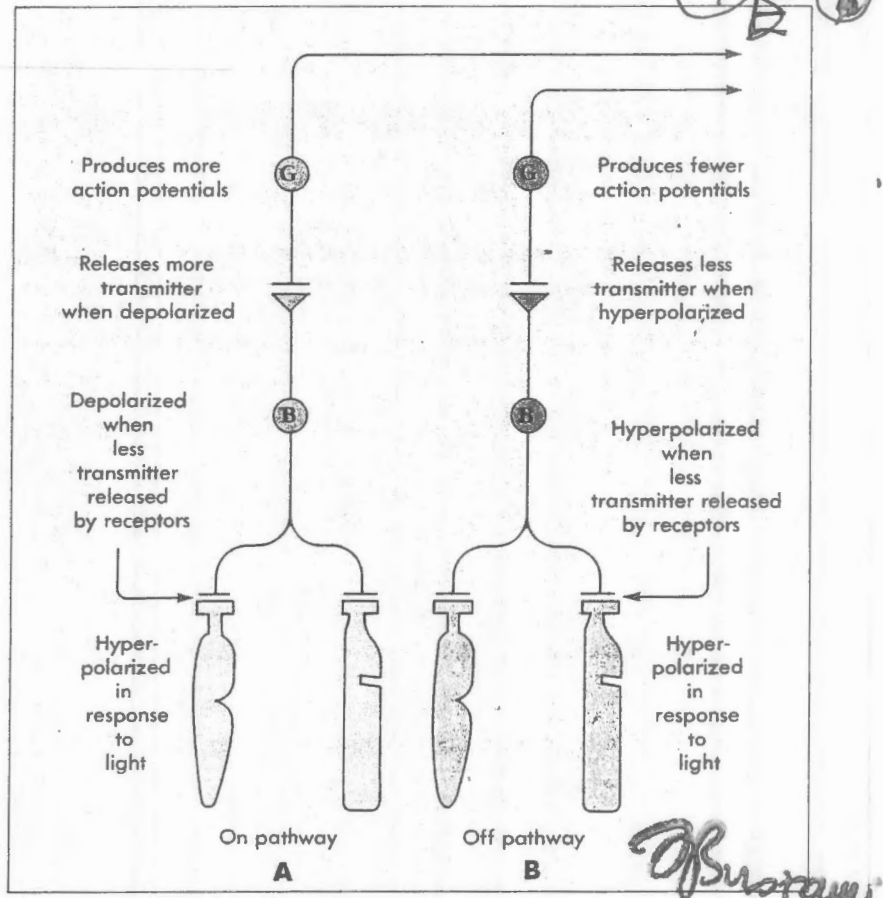 Produces more
action potentials
G
G
Produces fewer
action potentials
Releases more
transmitter
when depolarized
Releases less
transmitter when
hyperpolarized
Depolarized
when
less
transmitter
released
by receptors
B
B
Hyperpolarized
when
less
transmitter released
by receptors
Hyper-
polarized
in
response
to
light
Hyper-
polarized
in
response
to
light
On pathway
Off pathway
A
B